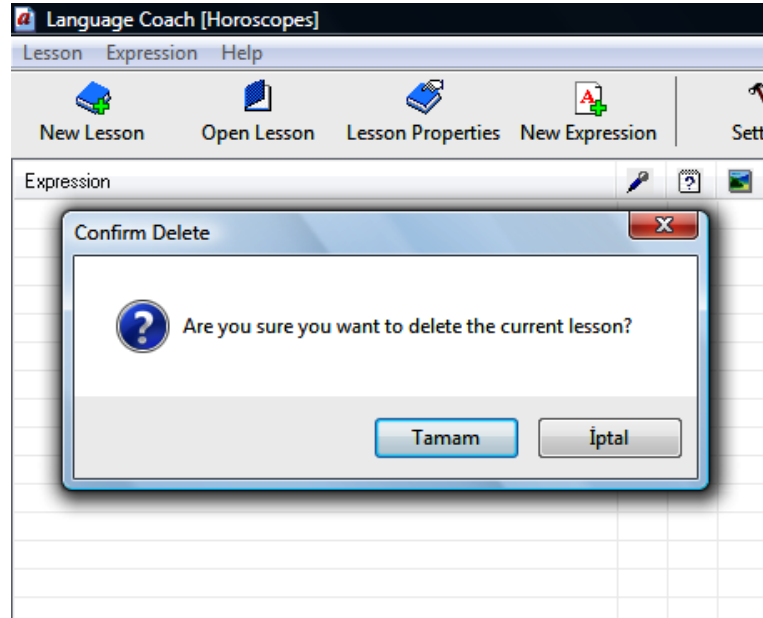 Language Coach [Horoscopes]
Lesson Expression Help
New Lesson Open Lesson Lesson Properties New Expression
Expression
Confirm Delete
Are you sure you want to delete the current lesson?
Tamam İptal